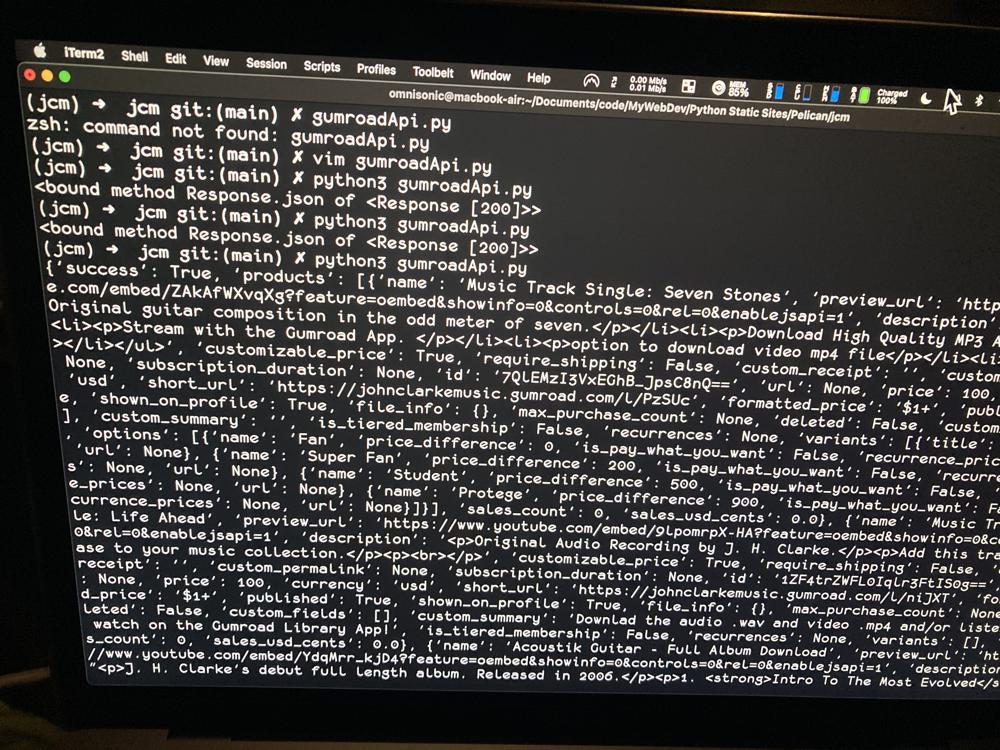 iTerm2 Shell Edit View Session Scripts Profiles Toolbelt Window Help 0.00 Mb/s 0.01 Mb/s MEM 85% Charged 100%
omnisonic@macbook-air:~/Documents/code/MyWebDev/Python Static Sites/Pelican/jcm
(jcm) ➜ jcm git:(main) ✗ gumroadApi.py
zsh: command not found: gumroadApi.py
(jcm) ➜ jcm git:(main) ✗ vim gumroadApi.py
(jcm) ➜ jcm git:(main) ✗ python3 gumroadApi.py
<bound method Response.json of <Response [200]>>
(jcm) ➜ jcm git:(main) ✗ python3 gumroadApi.py
<bound method Response.json of <Response [200]>>
(jcm) ➜ jcm git:(main) ✗ python3 gumroadApi.py
{'success': True, 'products': [{'name': 'Music Track Single: Seven Stones', 'preview_url': 'http
e.com/embed/ZAkAfWXvqXg?feature=oembed&showinfo=0&controls=0&rel=0&enablejsapi=1', 'description'
Original guitar composition in the odd meter of seven.</p></li><li><p>Download High Quality MP3 A
<li><p>Stream with the Gumroad App. </p></li><li><p>option to download video mp4 file</p></li><li
></li></ul>', 'customizable_price': True, 'require_shipping': False, 'custom_receipt': '', 'custom
None, 'subscription_duration': None, 'id': '7QLEMzI3VxEGhB_JpsC8nQ==', 'url': None, 'price': 100,
'usd', 'short_url': 'https://johnclarkemusic.gumroad.com/l/PzSUc', 'formatted_price': '$1+', 'publ
e, 'shown_on_profile': True, 'file_info': {}, 'max_purchase_count': None, 'deleted': False, 'custom
], 'custom_summary': '', 'is_tiered_membership': False, 'recurrences': None, 'variants': [{'title':
, 'options': [{'name': 'Fan', 'price_difference': 0, 'is_pay_what_you_want': False, 'recurrence_pric
'url': None}, {'name': 'Super Fan', 'price_difference': 200, 'is_pay_what_you_want': False, 'recurre
s': None, 'url': None}, {'name': 'Student', 'price_difference': 500, 'is_pay_what_you_want': False,
e_prices': None, 'url': None}, {'name': 'Protege', 'price_difference': 900, 'is_pay_what_you_want': Fa
currence_prices': None, 'url': None}]}], 'sales_count': 0, 'sales_usd_cents': 0.0}, {'name': 'Music Tr
le: Life Ahead', 'preview_url': 'https://www.youtube.com/embed/9LpomrpX-HA?feature=oembed&showinfo=0&con
0&rel=0&enablejsapi=1', 'description': '<p>Original Audio Recording by J. H. Clarke.</p><p>Add this tra
ase to your music collection.</p><p><br></p>', 'customizable_price': True, 'require_shipping': False, '
receipt': '', 'custom_permalink': None, 'subscription_duration': None, 'id': '1ZF4trZWFL0Iqlr3FtISog=='
: None, 'price': 100, 'currency': 'usd', 'short_url': 'https://johnclarkemusic.gumroad.com/l/niJXT', 'for
d_price': '$1+', 'published': True, 'shown_on_profile': True, 'file_info': {}, 'max_purchase_count': None
leted': False, 'custom_fields': [], 'custom_summary': 'Downlad the audio .wav and video .mp4 and/or liste
watch on the Gumroad Library App!', 'is_tiered_membership': False, 'recurrences': None, 'variants': [],
s_count': 0, 'sales_usd_cents': 0.0}, {'name': 'Acoustik Guitar - Full Album Download', 'preview_url': 'ht
//www.youtube.com/embed/YdqMrr_kjD4?feature=oembed&showinfo=0&controls=0&rel=0&enablejsapi=1', 'descriptio
"<p>J. H. Clarke's debut full length album. Released in 2006.</p><p>1. <strong>Intro To The Most Evolved</s